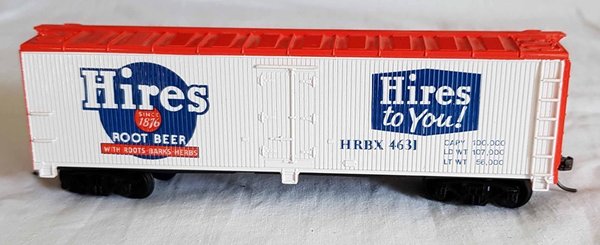 Hires
SINCE
1876
ROOT BEER
WITH ROOTS-BARKS-HERBS
Hires
to You!
HRBX 4631
CAPY 100,000
LD WT 107,000
LT WT 56,000